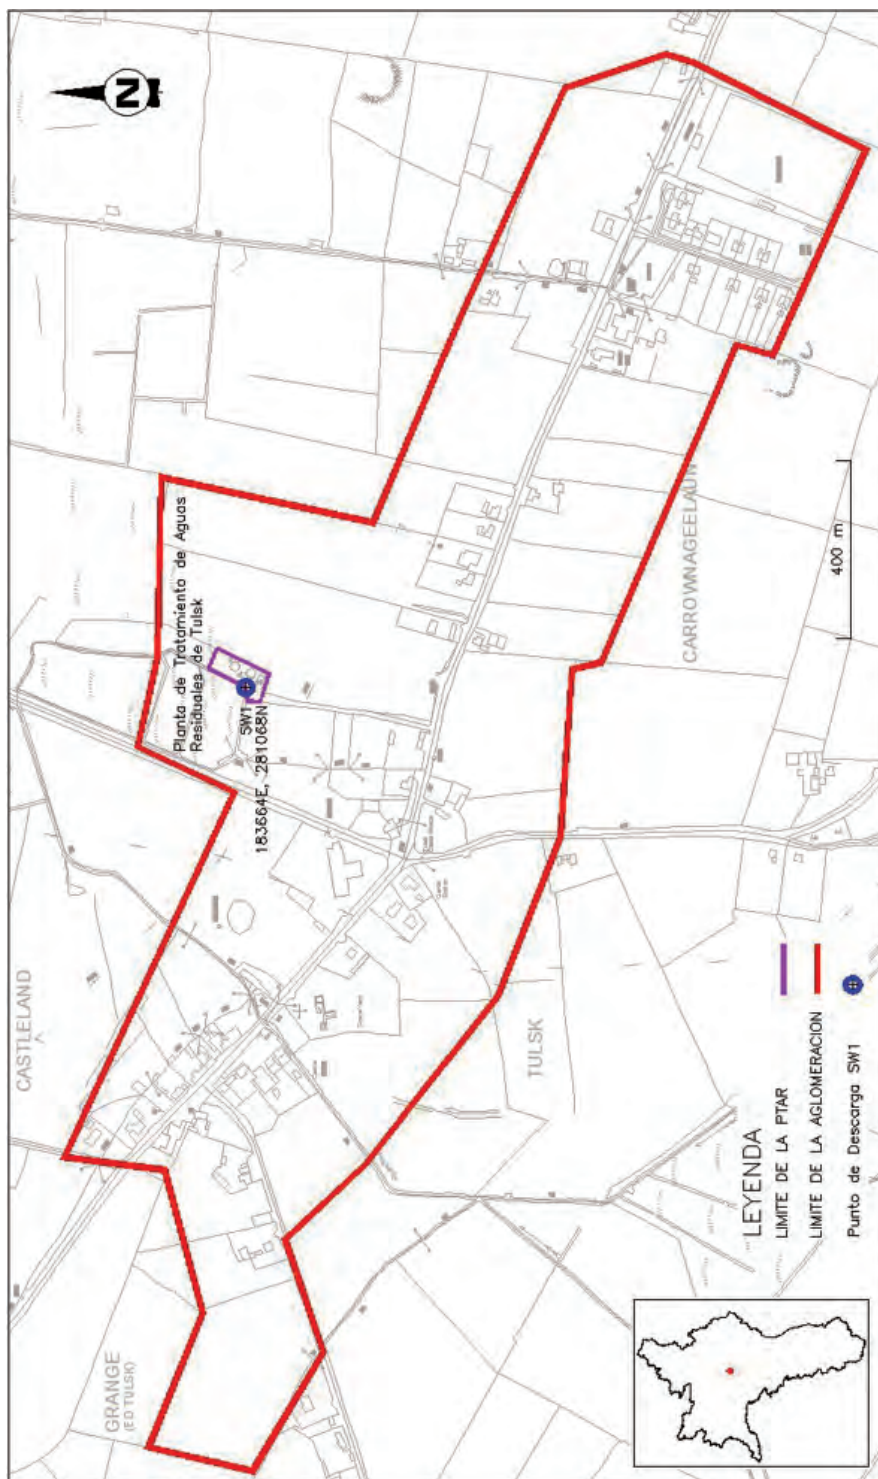 N
CASTLELAND
GRANGE
(ED TULSK)
Planta de Tratamiento de Aguas
Residuales de Tulsk
SW1
183664E, 281068N
TULSK
CARROWNAGEELAUN
400 m
LEYENDA
LIMITE DE LA PTAR
LIMITE DE LA AGLOMERACION
Punto de Descarga SW1